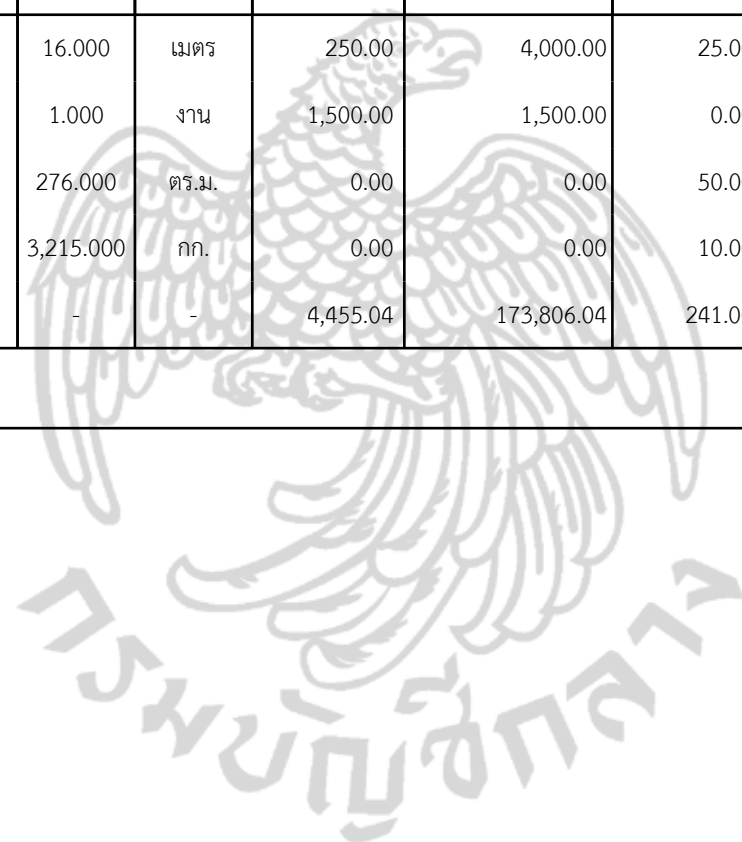 16.000 เมตร 250.00 4,000.00 25.0
1.000 งาน 1,500.00 1,500.00 0.0
276.000 ตร.ม. 0.00 0.00 50.0
3,215.000 กก. 0.00 0.00 10.0
- - 4,455.04 173,806.04 241.0
กรมบัญชีกลาง